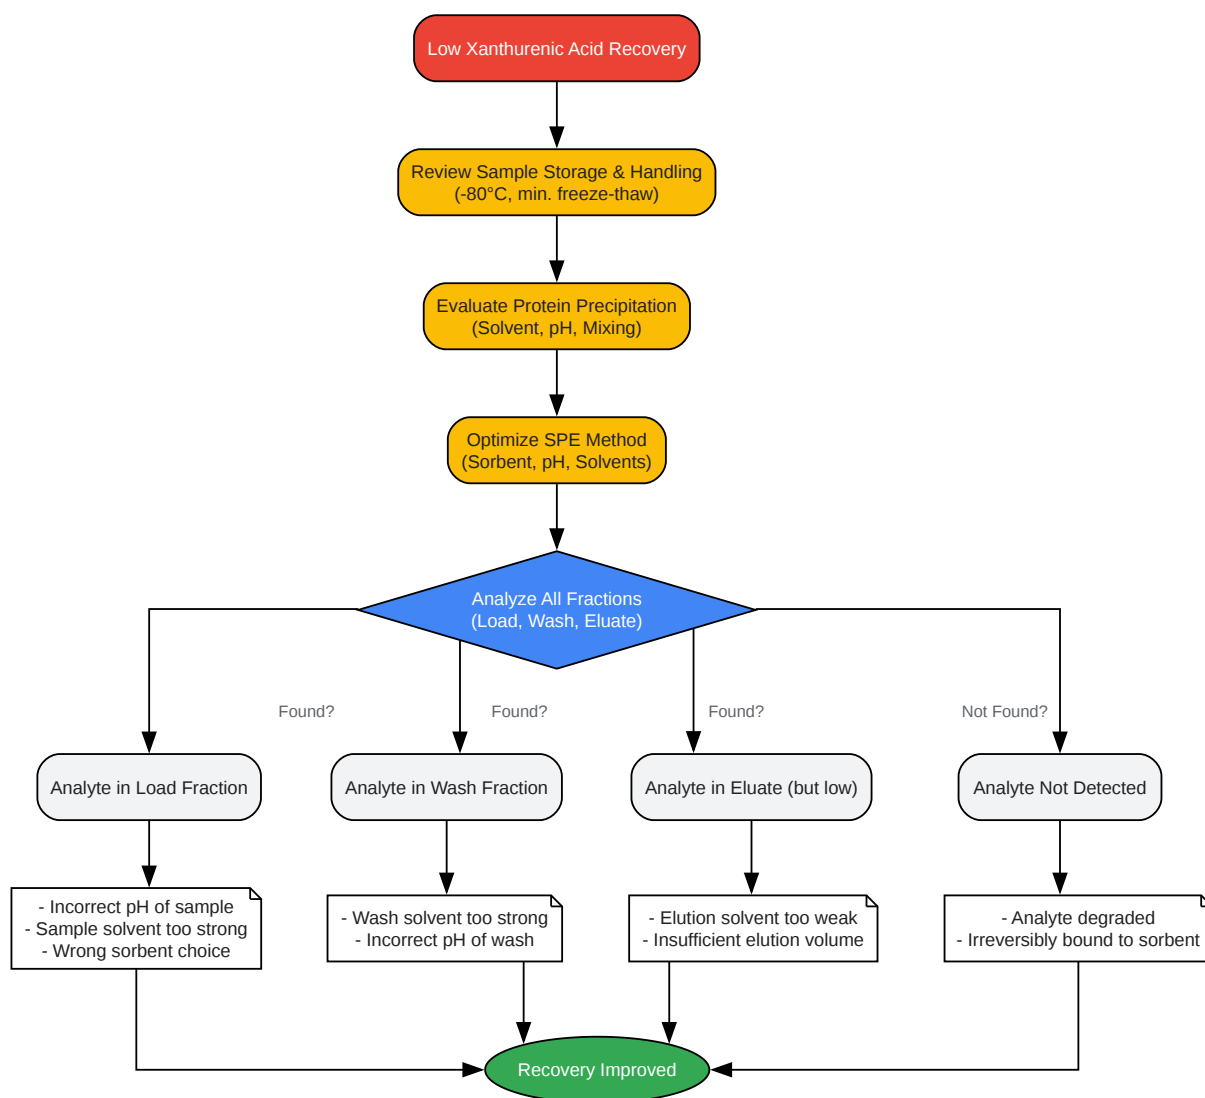 Low Xanthurenic Acid Recovery
Review Sample Storage & Handling
(-80°C, min. freeze-thaw)
Evaluate Protein Precipitation
(Solvent, pH, Mixing)
Optimize SPE Method
(Sorbent, pH, Solvents)
Analyze All Fractions
(Load, Wash, Eluate)
Found?
Found?
Found?
Not Found?
Analyte in Load Fraction
Analyte in Wash Fraction
Analyte in Eluate (but low)
Analyte Not Detected
- Incorrect pH of sample
- Sample solvent too strong
- Wrong sorbent choice
- Wash solvent too strong
- Incorrect pH of wash
- Elution solvent too weak
- Insufficient elution volume
- Analyte degraded
- Irreversibly bound to sorbent
Recovery Improved